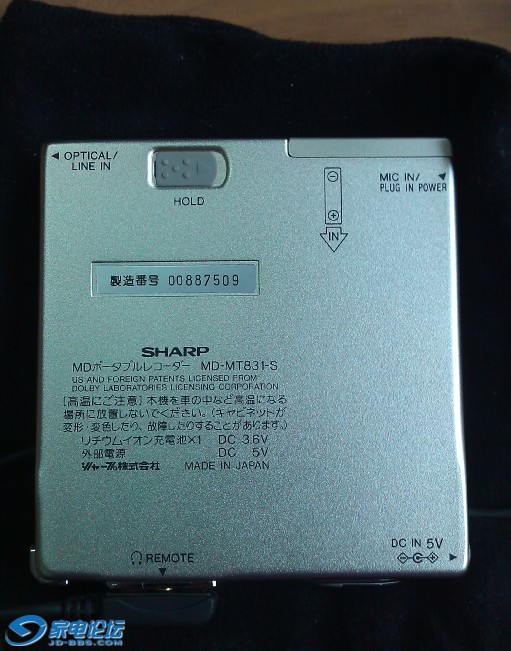 OPTICAL/
LINE IN
HOLD
MIC IN/
PLUG IN POWER
IN
製造番号 00887509
SHARP
MDポータブルレコーダー MD-MT831-S
US AND FOREIGN PATENTS LICENSED FROM
DOLBY LABORATORIES LICENSING CORPORATION
[高温にご注意] 本機を車の中など高温になる
場所に放置しないでください。(キャビネットが
変形・変色したり、故障したりすることがあります。)
リチウムイオン充電池×1 DC 3.6V
外部電源 DC 5V
シャープ株式会社 MADE IN JAPAN
DC IN 5V
REMOTE
家电论坛
JD-BBS.COM